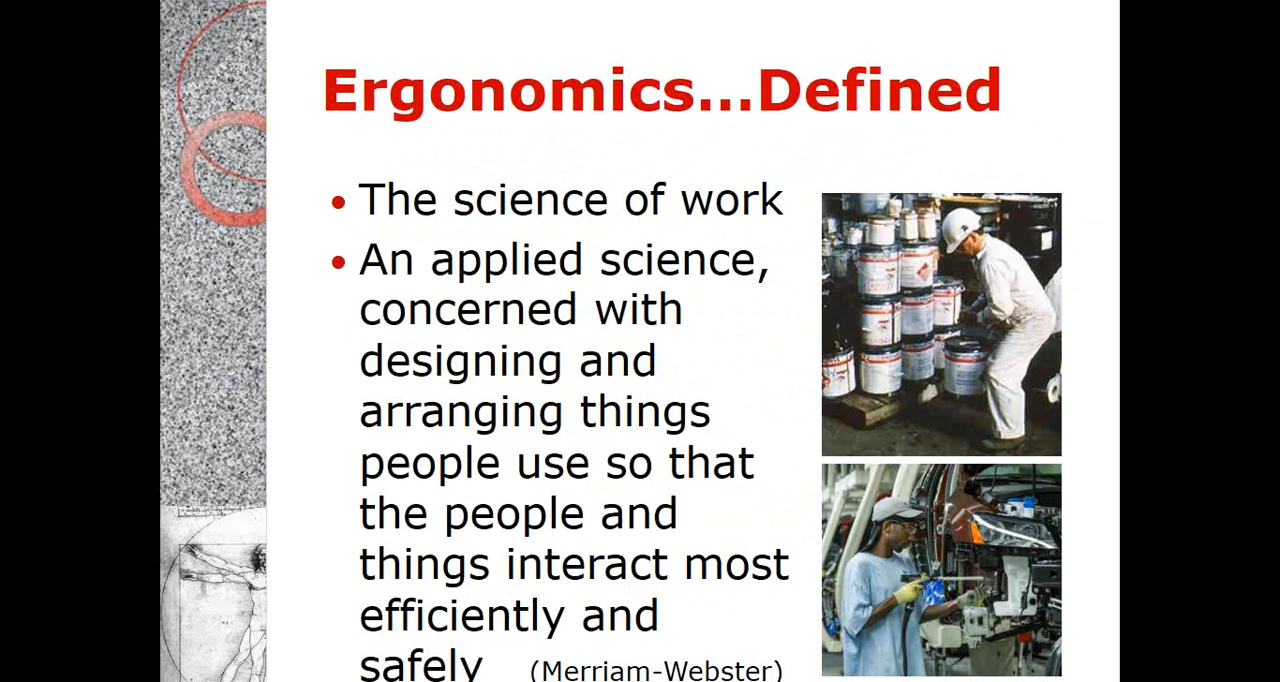 Ergonomics...Defined
• The science of work
• An applied science,
concerned with
designing and
arranging things
people use so that
the people and
things interact most
efficiently and
safely (Merriam-Webster)